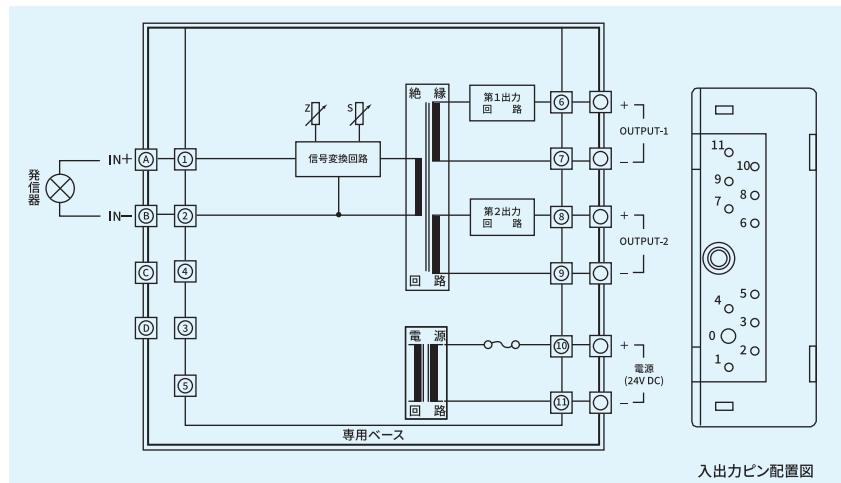 発信器
IN+
IN−
A
B
C
D
1
2
4
3
5
Z
S
信号変換回路
絶縁
回路
第1出力
回路
第2出力
回路
電源
回路
6
7
8
9
10
11
+
OUTPUT-1
−
+
OUTPUT-2
−
+
電源
(24V DC)
−
専用ベース
11
10
9
8
7
6
5
4
3
0
2
1
入出力ピン配置図